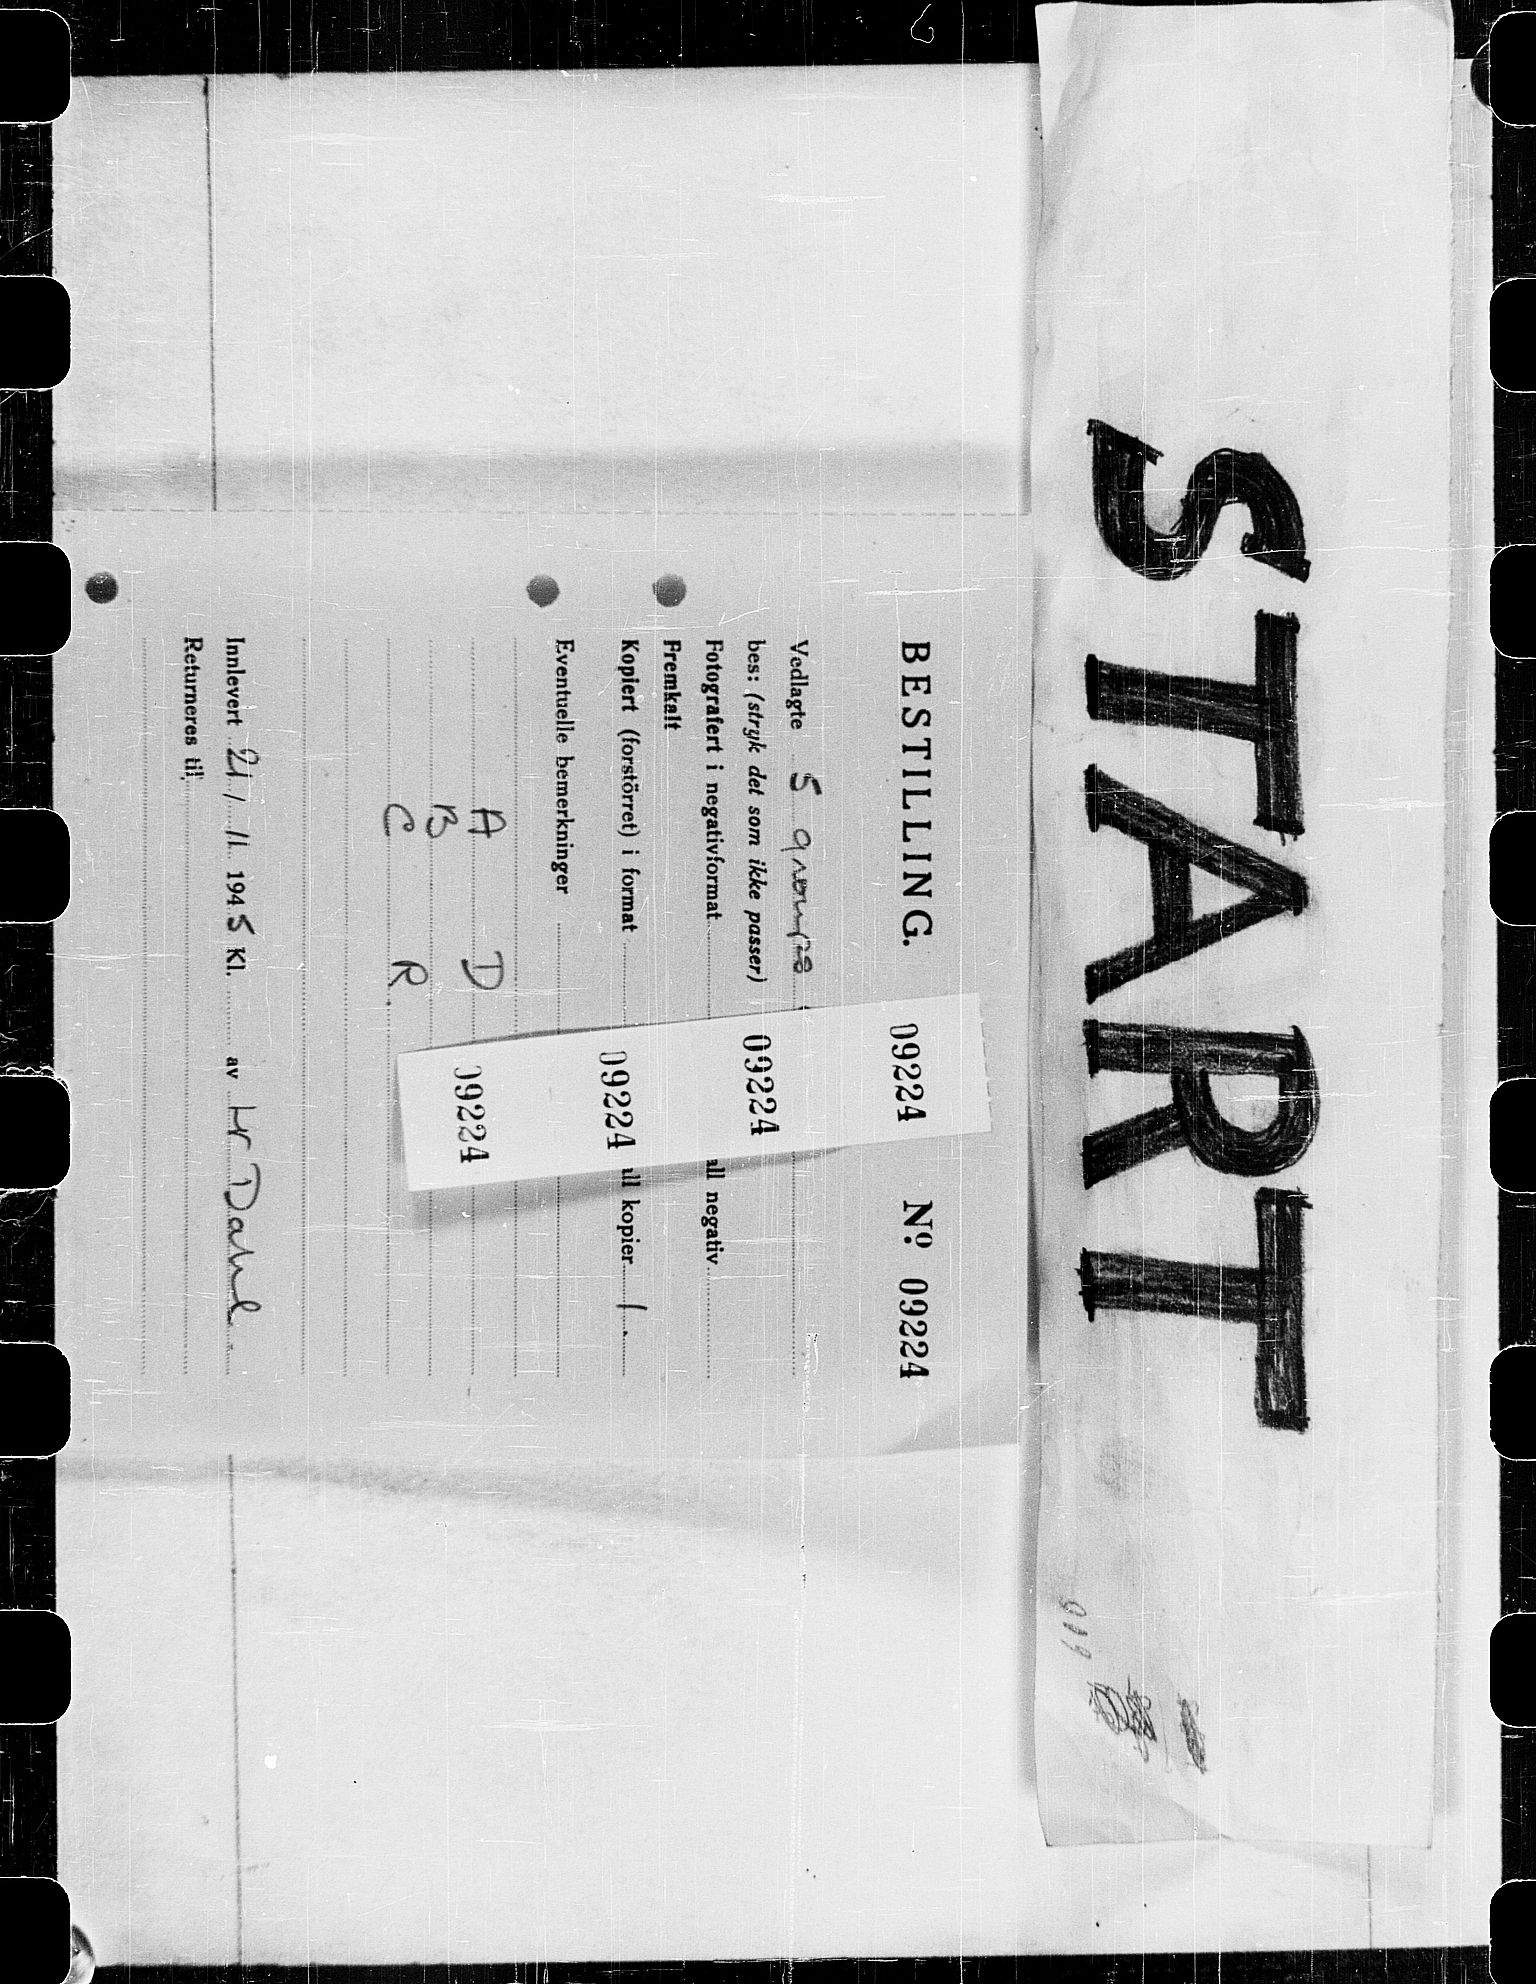 START
BESTILLING. Nº 09224
09224
Vedlagte 5
bes: (stryk det som ikke passer)
09224
Fotografert i negativformat all negativ
Fremkalt
Kopiert (forstörret) i format all kopier 1
09224
Eventuelle bemerkninger
A D
09224
B
C R
Innlevert 21/11 1945 Kl. av Hr Dahl
Returneres til